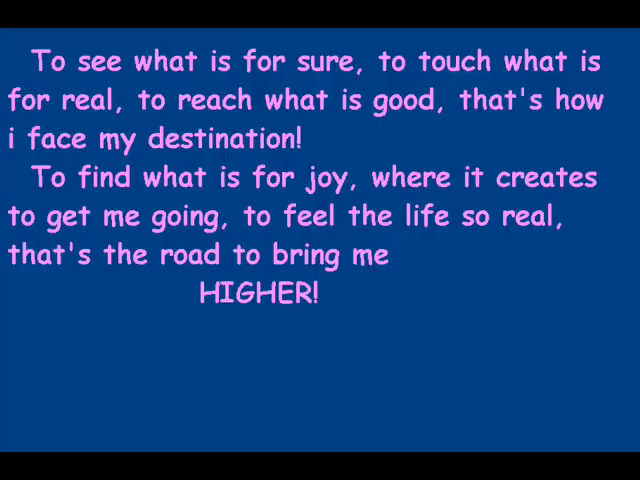 To see what is for sure, to touch what is
for real, to reach what is good, that's how
i face my destination!
To find what is for joy, where it creates
to get me going, to feel the life so real,
that's the road to bring me
HIGHER!